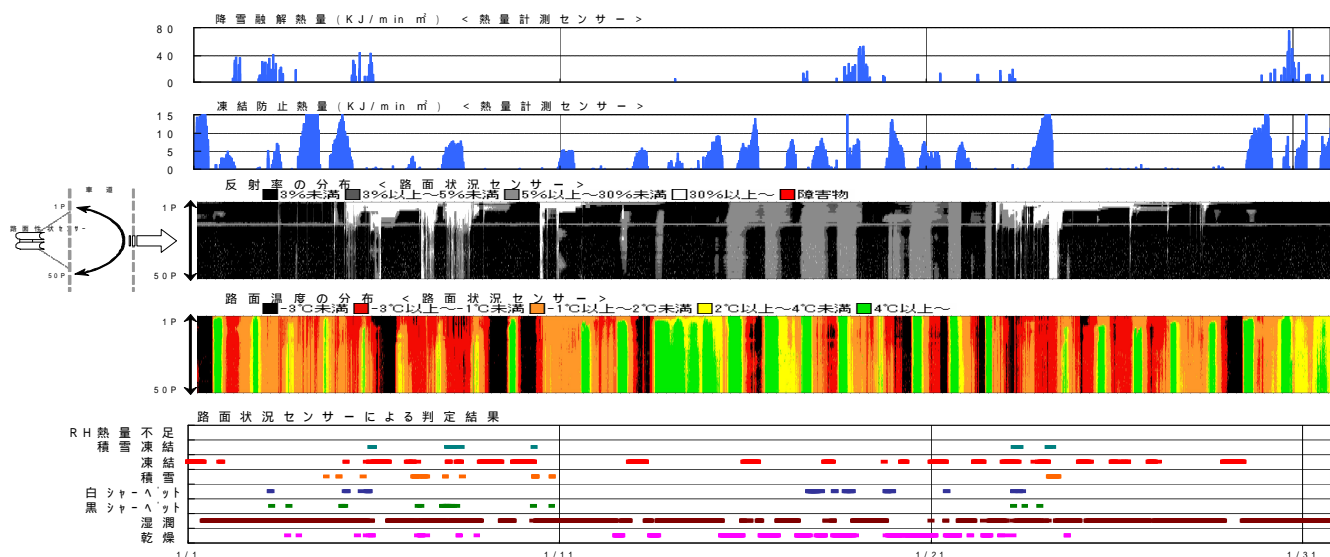 降雪融解熱量(KJ/min ㎡) < 熱量計測センサー>
80
40
0
凍結防止熱量(KJ/min ㎡) <熱量計測センサー>
15
10
5
0
反射率の分布 <路面状況センサー>
3%未満 3%以上~5%未満 5%以上~30%未満 30%以上~ 障害物
車道
1P
路面性状センサー
50P
1P
50P
路面温度の分布 <路面状況センサー>
-3℃未満 -3℃以上~-1℃未満 -1℃以上~2℃未満 2℃以上~4℃未満 4℃以上~
1P
50P
路面状況センサーによる判定結果
RH熱量不足
積雪凍結
凍結
積雪
白シャーベット
黒シャーベット
湿潤
乾燥
1/1 1/11 1/21 1/31